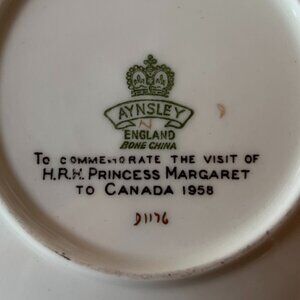 AYNSLEY
ENGLAND
BONE CHINA
TO COMMEMORATE THE VISIT OF
H.R.H. PRINCESS MARGARET
TO CANADA 1958
D1176